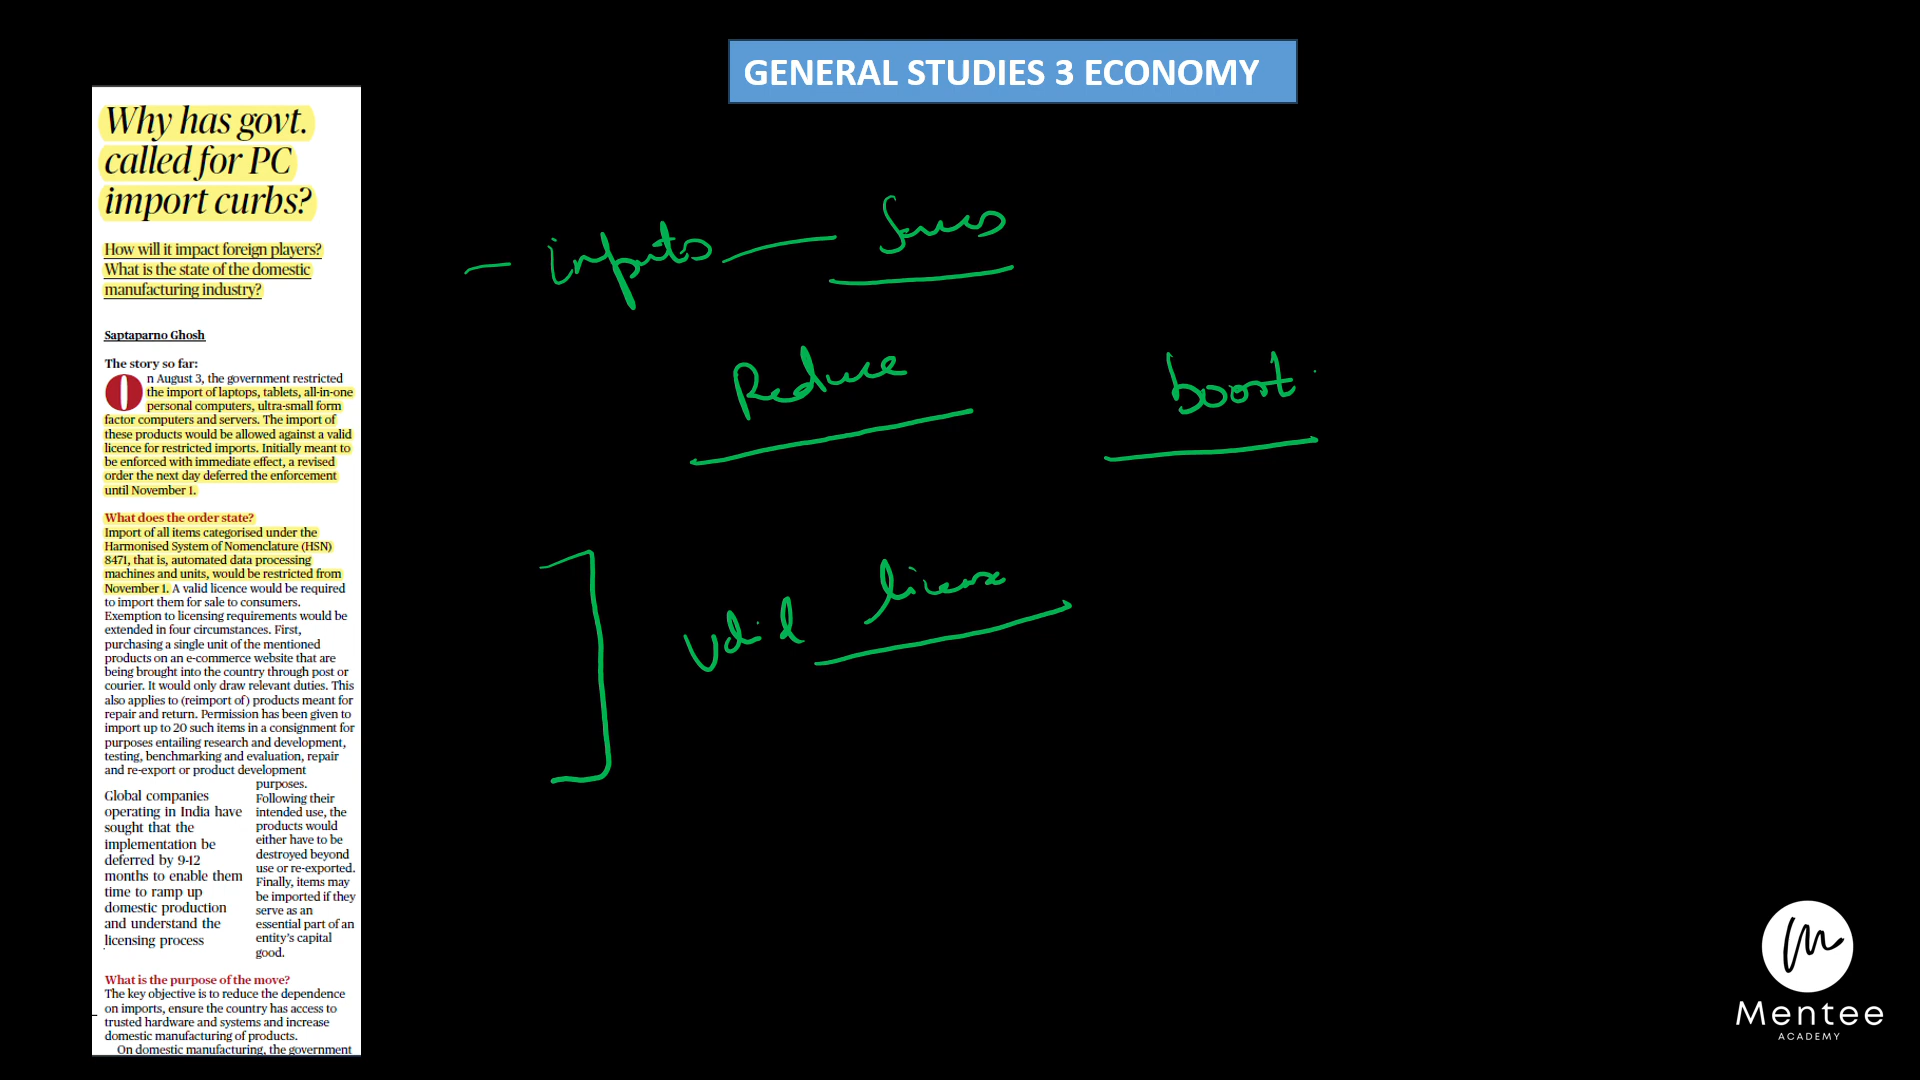 GENERAL STUDIES 3 ECONOMY
Why has govt.
called for PC
import curbs?
How will it impact foreign players?
What is the state of the domestic
manufacturing industry?
Saptaparno Ghosh
The story so far:
On August 3, the government restricted
the import of laptops, tablets, all-in-one
personal computers, ultra-small form
factor computers and servers. The import of
these products would be allowed against a valid
licence for restricted imports. Initially meant to
be enforced with immediate effect, a revised
order the next day deferred the enforcement
until November 1.
What does the order state?
Import of all items categorised under the
Harmonised System of Nomenclature (HSN)
8471, that is, automated data processing
machines and units, would be restricted from
November 1. A valid licence would be required
to import them for sale to consumers.
Exemption to licensing requirements would be
extended in four circumstances. First,
purchasing a single unit of the mentioned
products on an e-commerce website that are
being brought into the country through post or
courier. It would only draw relevant duties. This
also applies to (reimport of) products meant for
repair and return. Permission has been given to
import up to 20 such items in a consignment for
purposes entailing research and development,
testing, benchmarking and evaluation, repair
and re-export or product development
purposes.
Following their
intended use, the
products would
either have to be
destroyed beyond
use or re-exported.
Finally, items may
be imported if they
serve as an
essential part of an
entity's capital
good.
Global companies
operating in India have
sought that the
implementation be
deferred by 9-12
months to enable them
time to ramp up
domestic production
and understand the
licensing process
What is the purpose of the move?
The key objective is to reduce the dependence
on imports, ensure the country has access to
trusted hardware and systems and increase
domestic manufacturing of products.
On domestic manufacturing, the government
inputs
Reduce
boost
Valid license
Mentee
ACADEMY